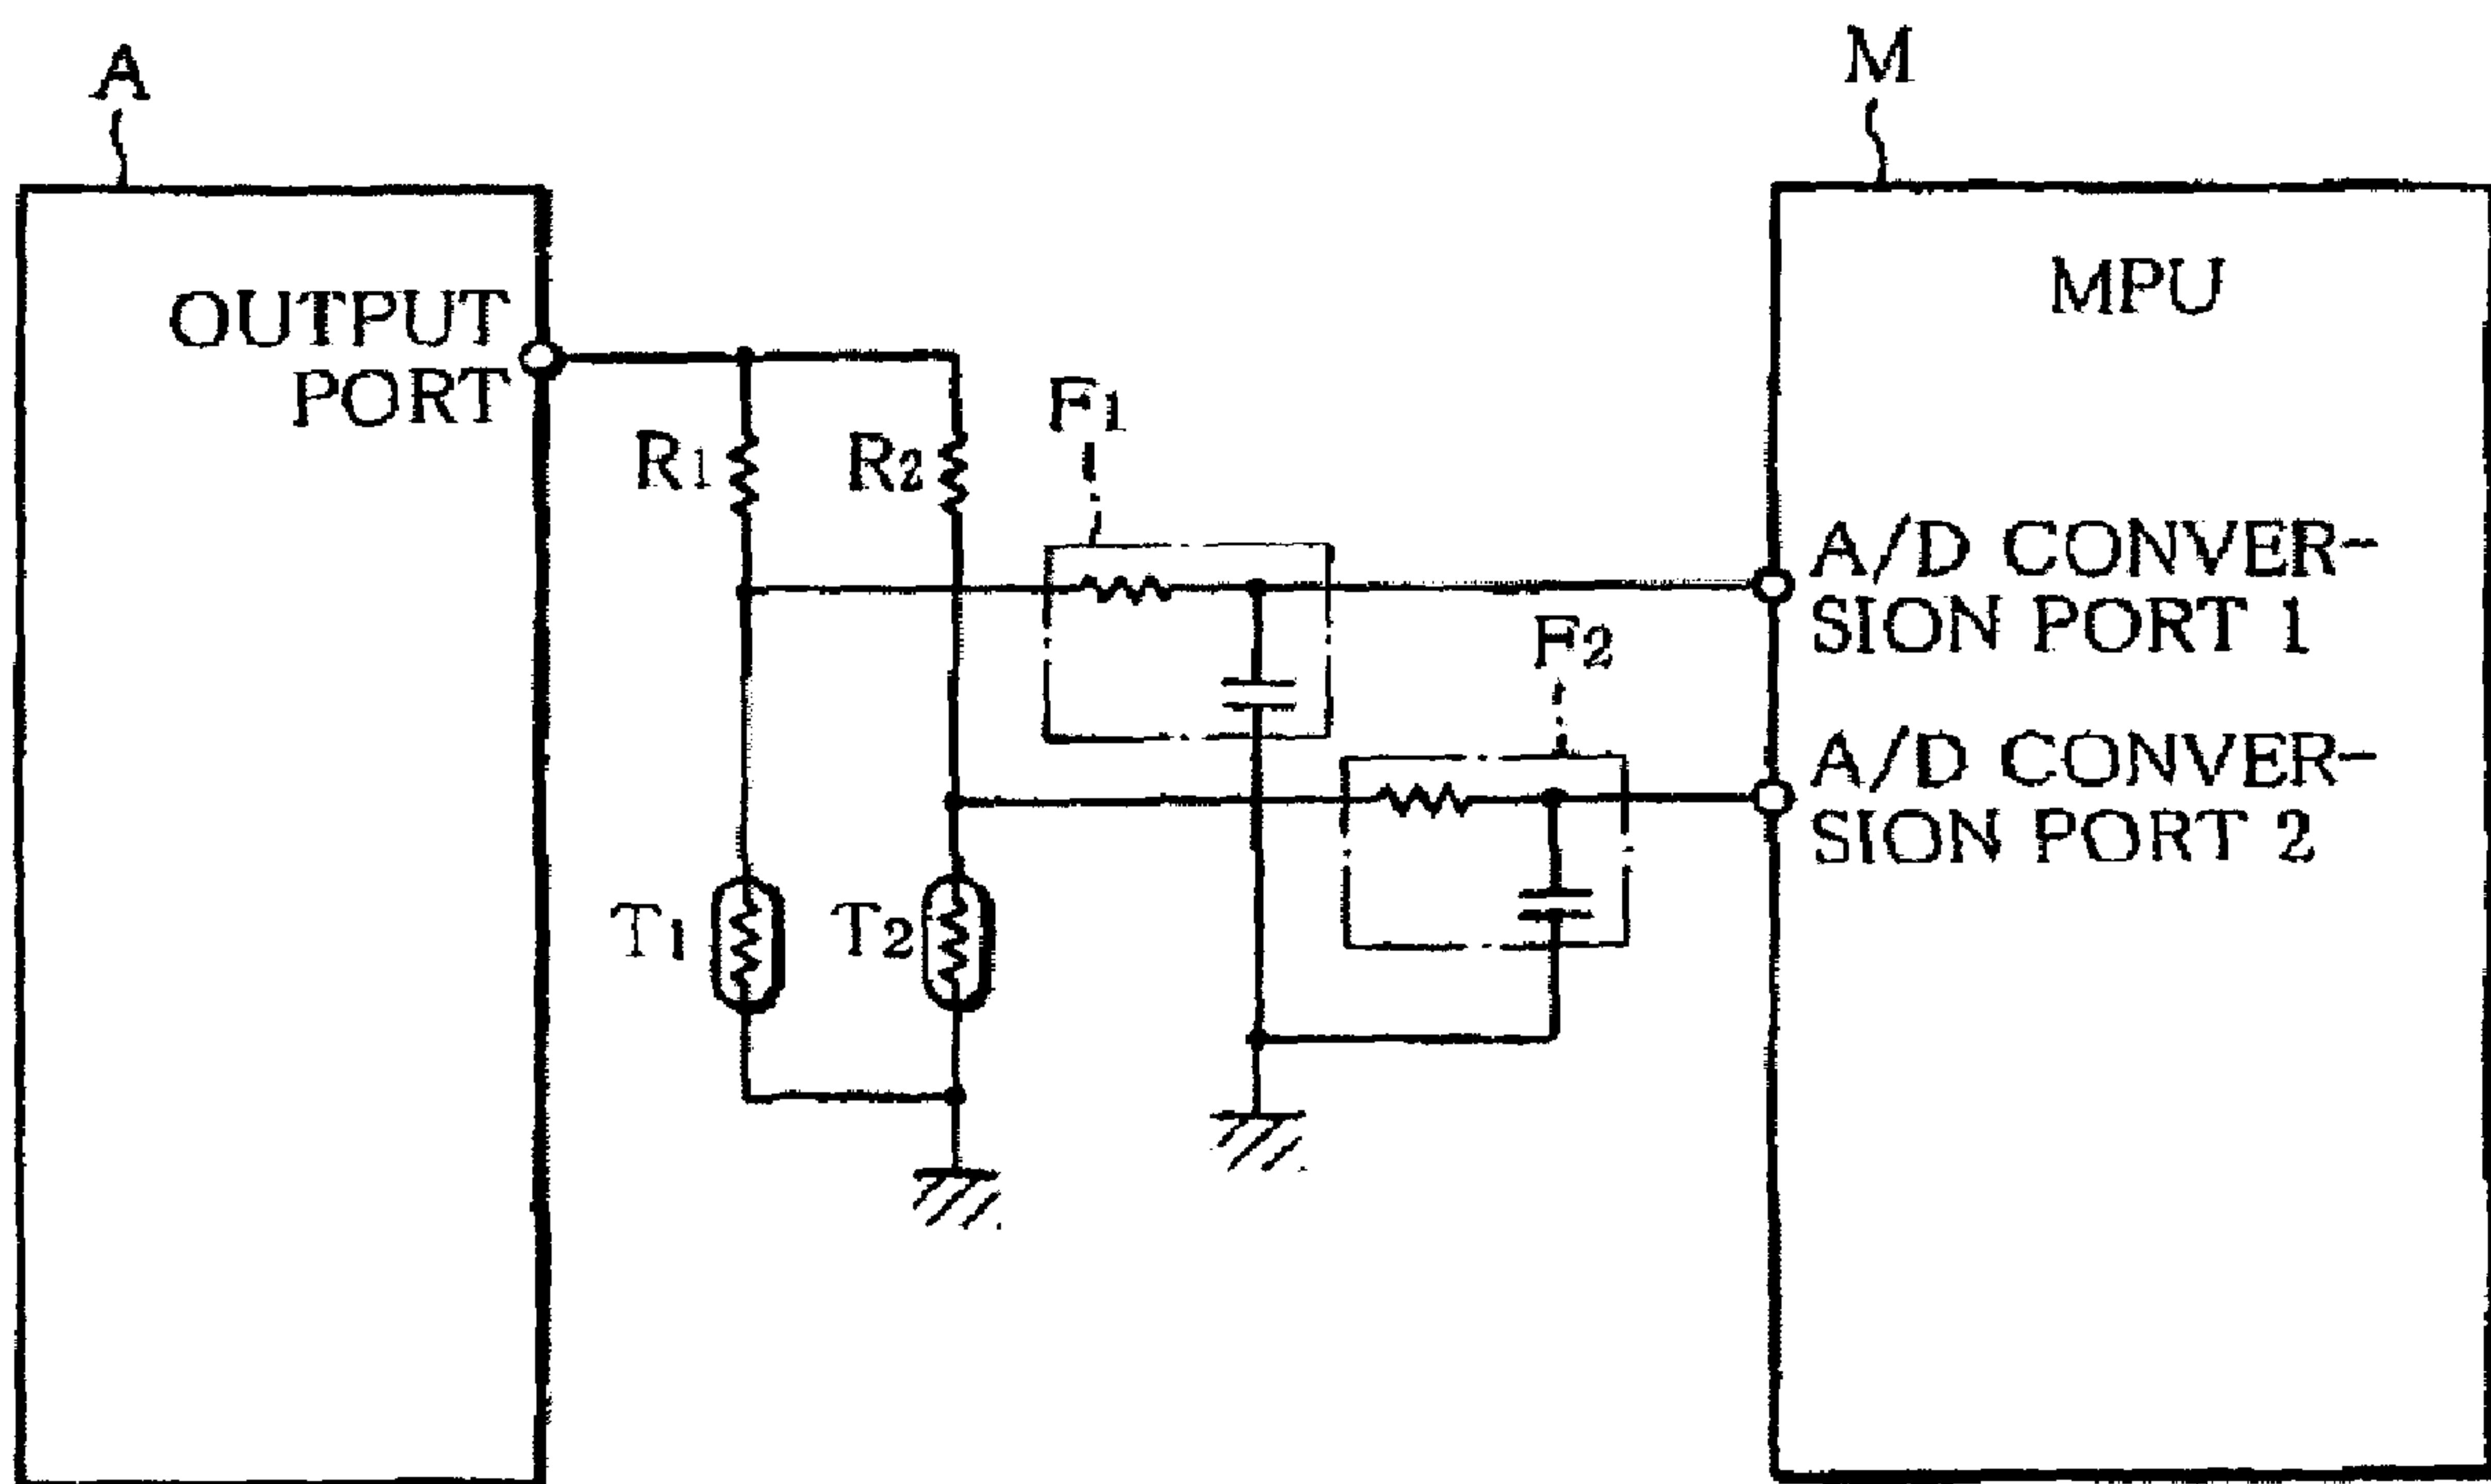 A
M
OUTPUT
PORT
MPU
F1
R1
R2
A/D CONVER-
SION PORT 1
F2
A/D CONVER-
SION PORT 2
T1
T2